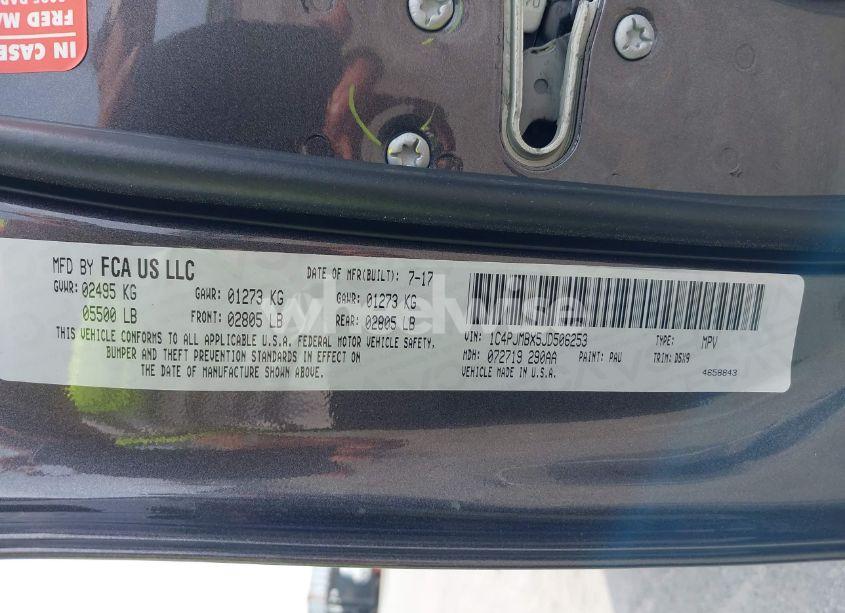 IN CASE
FRED MA
MFD BY FCA US LLC
DATE OF MFR(BUILT): 7-17
GVWR: 02495 KG GAWR: 01273 KG GAWR: 01273 KG
05500 LB FRONT: 02805 LB REAR: 02805 LB
THIS VEHICLE CONFORMS TO ALL APPLICABLE U.S.A. FEDERAL MOTOR VEHICLE SAFETY,
BUMPER AND THEFT PREVENTION STANDARDS IN EFFECT ON
THE DATE OF MANUFACTURE SHOWN ABOVE.
VIN: 1C4PJMBX5JD506253 TYPE: MPV
MDH: 072719 290AA PAINT: PAU TRIM: D5X9
VEHICLE MADE IN U.S.A. 4658843
wheelwise